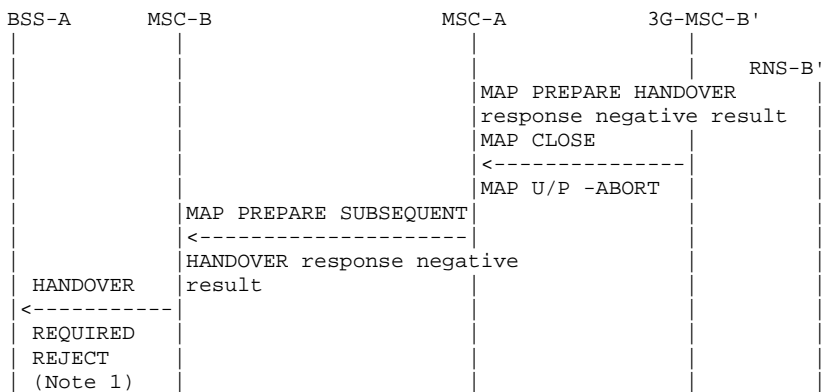 BSS-A MSC-B MSC-A 3G-MSC-B'
RNS-B'
MAP PREPARE HANDOVER
response negative result
MAP CLOSE
MAP U/P -ABORT
MAP PREPARE SUBSEQUENT
HANDOVER response negative
HANDOVER result
REQUIRED
REJECT
(Note 1)